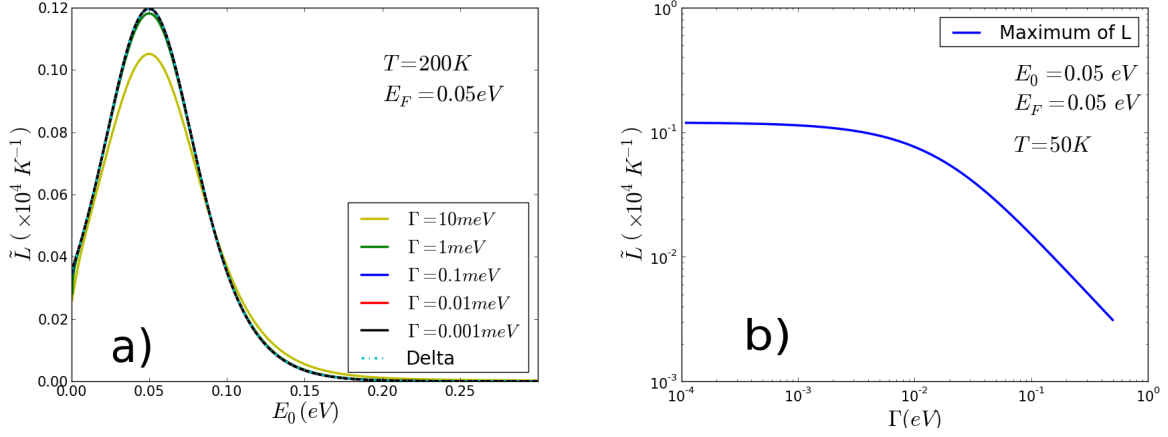 0.12
0.10
0.08
0.06
0.04
0.02
0.00
L̃ ( ×10⁴ K⁻¹)
T=200K
E_F=0.05eV
Γ=10meV
Γ=1meV
Γ=0.1meV
Γ=0.01meV
Γ=0.001meV
Delta
a)
0.00 0.05 0.10 0.15 0.20 0.25
E₀(eV)
10⁰
10⁻¹
10⁻²
10⁻³
L̃ ( ×10⁴ K⁻¹)
Maximum of L
E₀=0.05 eV
E_F=0.05 eV
T=50K
b)
10⁻⁴ 10⁻³ 10⁻² 10⁻¹ 10⁰
Γ(eV)